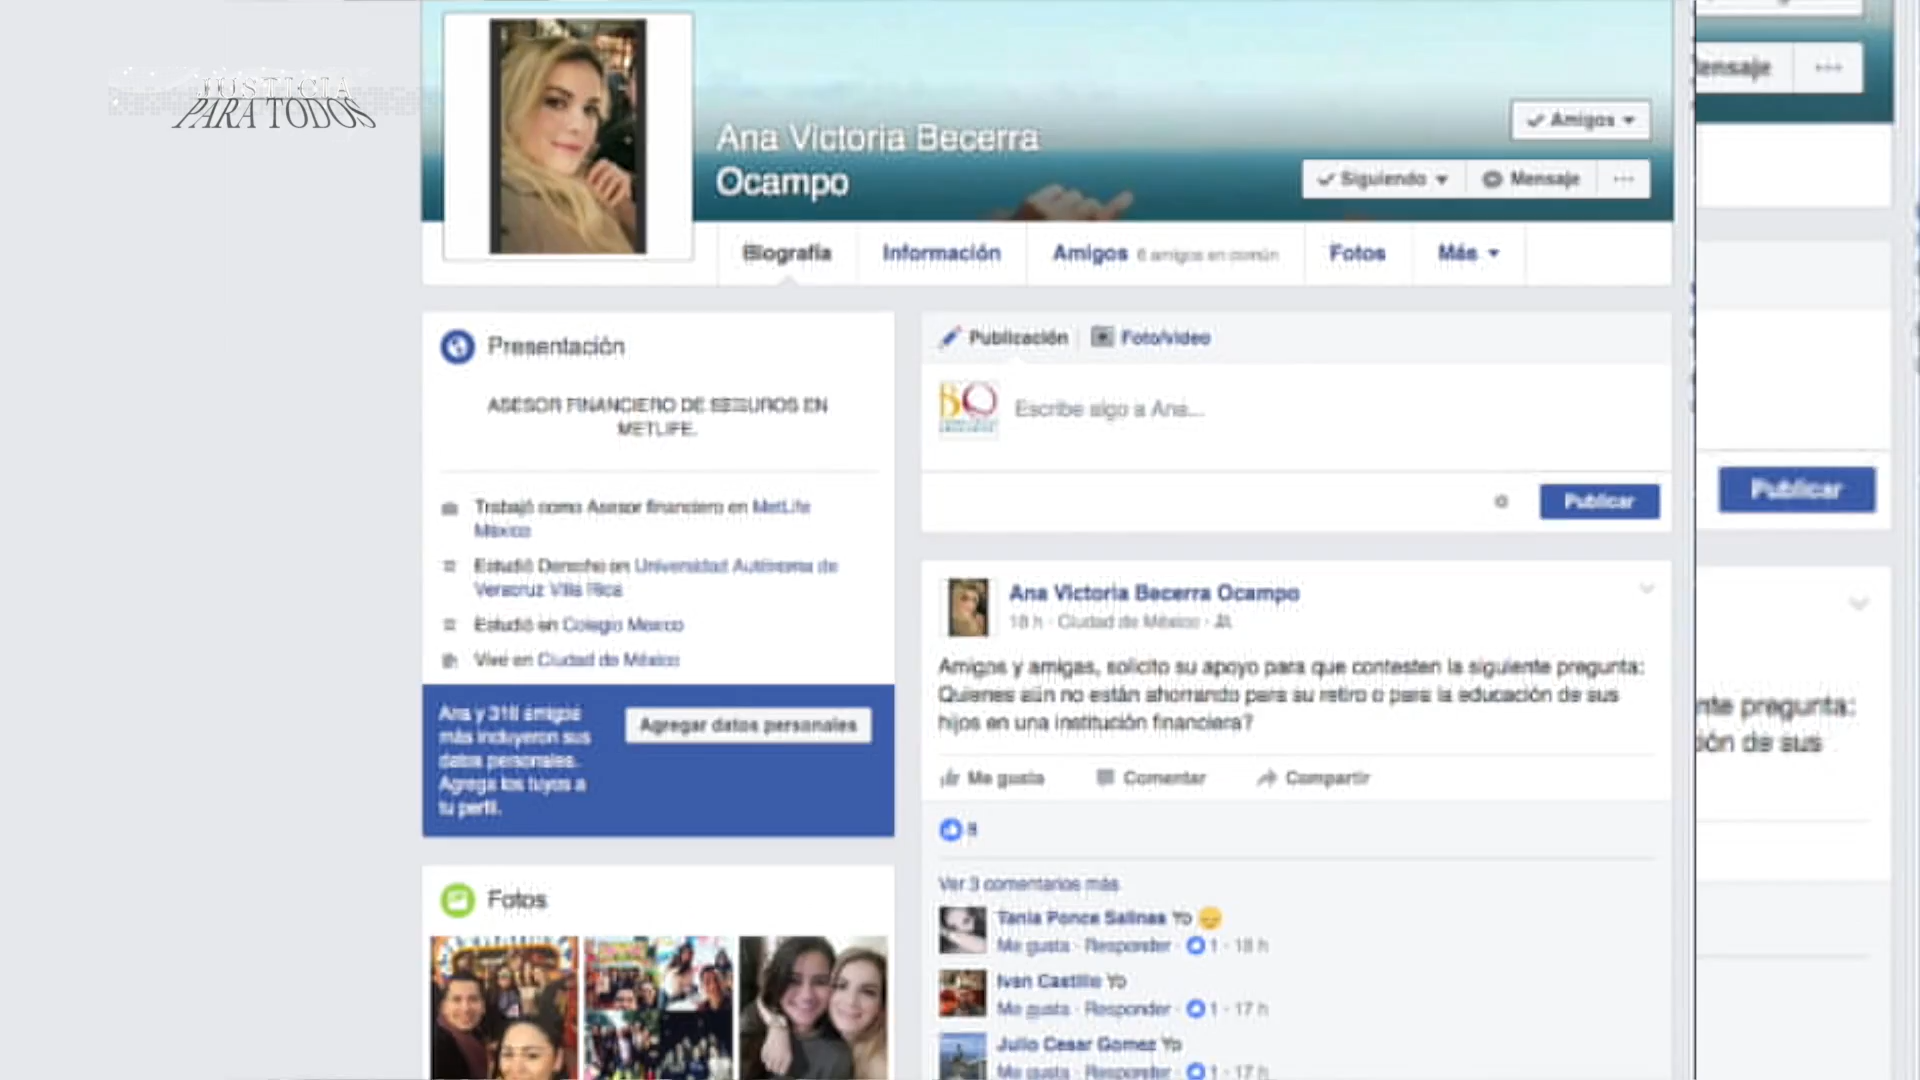 JUSTICIA
PARA TODOS
Ana Victoria Becerra
Ocampo
Amigos
Siguiendo
Mensaje
Biografía
Información
Amigos 6 amigos en común
Fotos
Más
Presentación
ASESOR FINANCIERO DE SEGUROS EN
METLIFE.
Trabajó como Asesor financiero en MetLife
México
Estudió Derecho en Universidad Autónoma de
Veracruz Villa Rica
Estudió en Colegio Mexico
Vive en Ciudad de México
Ana y 318 amigos
más incluyeron sus
datos personales.
Agrega los tuyos a
tu perfil.
Agregar datos personales
Fotos
Publicación
Foto/video
BO
Escribe algo a Ana...
Publicar
Ana Victoria Becerra Ocampo
18 h · Ciudad de México ·
Amigos y amigas, solicito su apoyo para que contesten la siguiente pregunta:
Quienes aún no están ahorrando para su retiro o para la educación de sus
hijos en una institución financiera?
Me gusta
Comentar
Compartir
8
Ver 3 comentarios más
Tania Ponce Salinas Yo 😔
Me gusta · Responder · 1 · 18 h
Ivan Castillo Yo
Me gusta · Responder · 1 · 17 h
Julio Cesar Gomez Yo
Me gusta · Responder · 1 · 17 h
ensaje
Publicar
nte pregunta:
ión de sus